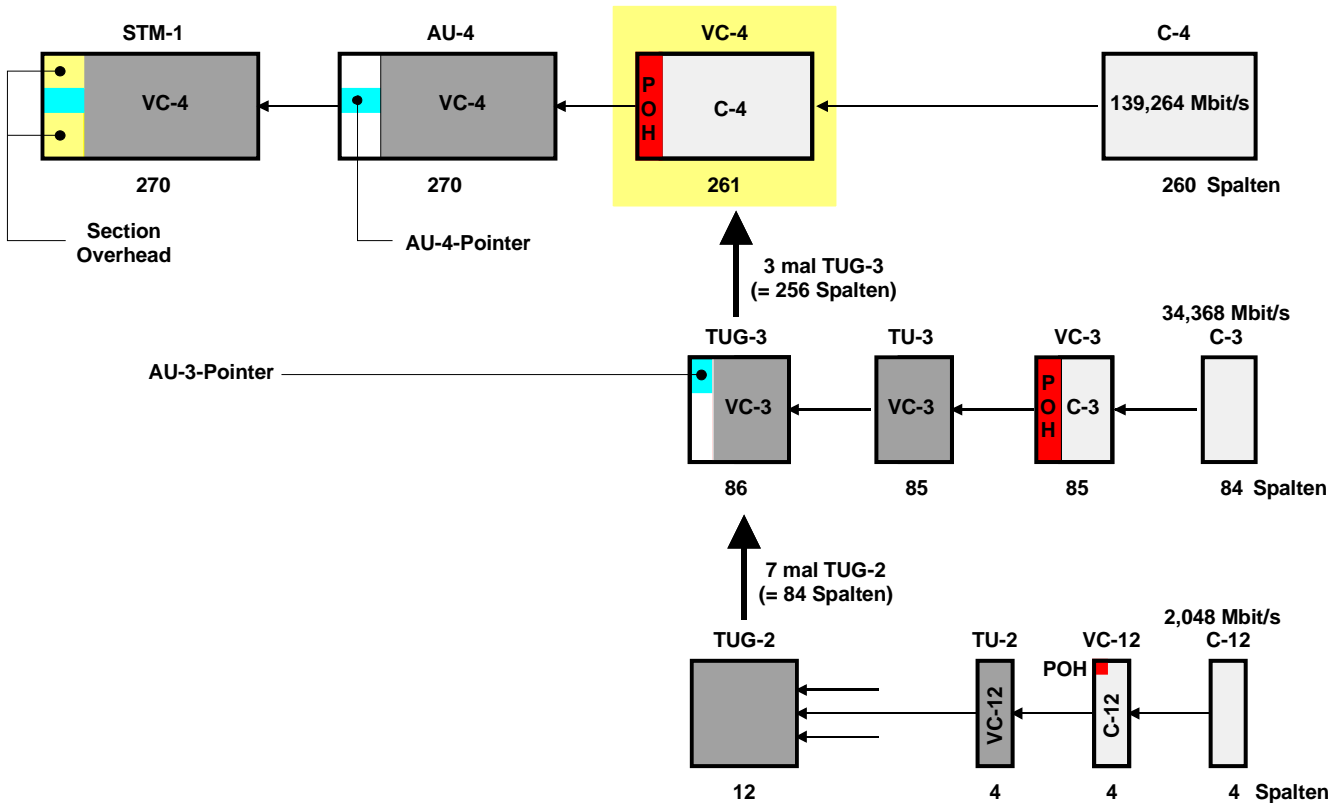 STM-1
AU-4
VC-4
C-4
VC-4
VC-4
POH
C-4
139,264 Mbit/s
270
270
261
260 Spalten
Section
Overhead
AU-4-Pointer
3 mal TUG-3
(= 256 Spalten)
34,368 Mbit/s
TUG-3
TU-3
VC-3
C-3
AU-3-Pointer
VC-3
VC-3
POH
C-3
86
85
85
84 Spalten
7 mal TUG-2
(= 84 Spalten)
2,048 Mbit/s
TUG-2
TU-2
VC-12
C-12
POH
VC-12
C-12
12
4
4
4 Spalten